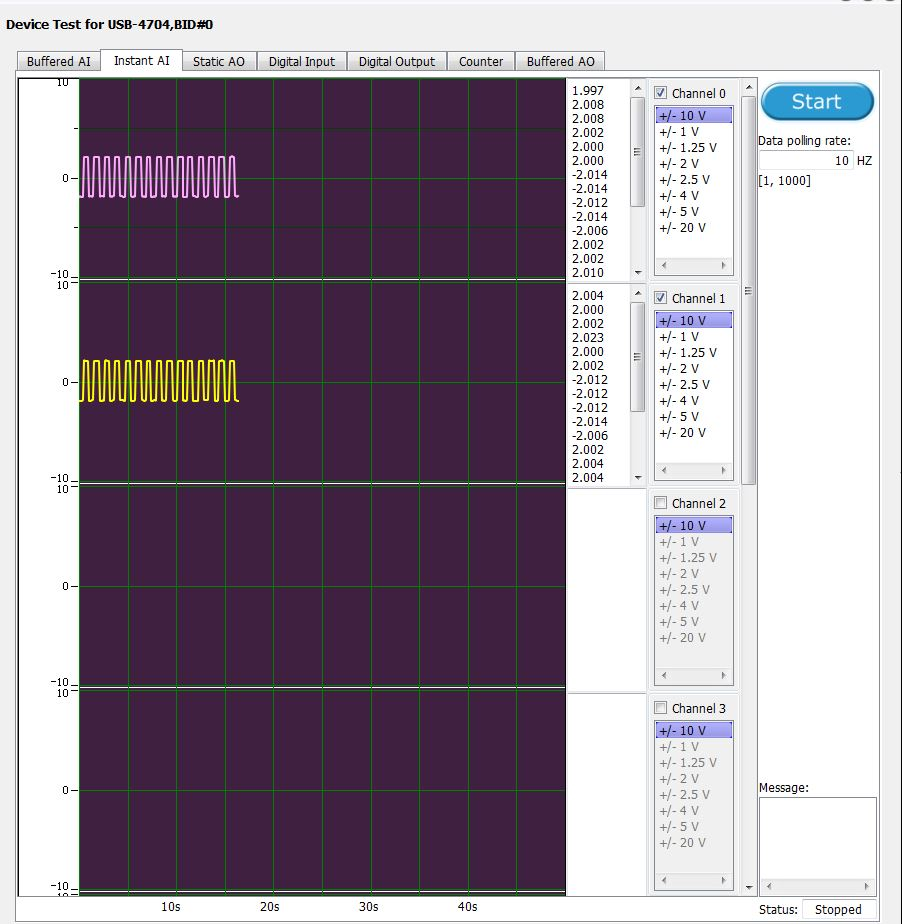 Device Test for USB-4704,BID#0
Buffered AI Instant AI Static AO Digital Input Digital Output Counter Buffered AO
10
0
-10
1.997
2.008
2.008
2.002
2.000
2.000
-2.014
-2.014
-2.012
-2.014
-2.006
2.002
2.002
2.010
Channel 0
+/- 10 V
+/- 1 V
+/- 1.25 V
+/- 2 V
+/- 2.5 V
+/- 4 V
+/- 5 V
+/- 20 V
Start
Data polling rate:
10 HZ
[1, 1000]
10
0
-10
2.004
2.000
2.002
2.023
2.000
2.002
-2.012
-2.012
-2.012
-2.014
-2.006
2.002
2.004
2.004
Channel 1
+/- 10 V
+/- 1 V
+/- 1.25 V
+/- 2 V
+/- 2.5 V
+/- 4 V
+/- 5 V
+/- 20 V
10
0
-10
Channel 2
+/- 10 V
+/- 1 V
+/- 1.25 V
+/- 2 V
+/- 2.5 V
+/- 4 V
+/- 5 V
+/- 20 V
10
0
-10
Channel 3
+/- 10 V
+/- 1 V
+/- 1.25 V
+/- 2 V
+/- 2.5 V
+/- 4 V
+/- 5 V
+/- 20 V
Message:
10s 20s 30s 40s
Status: Stopped